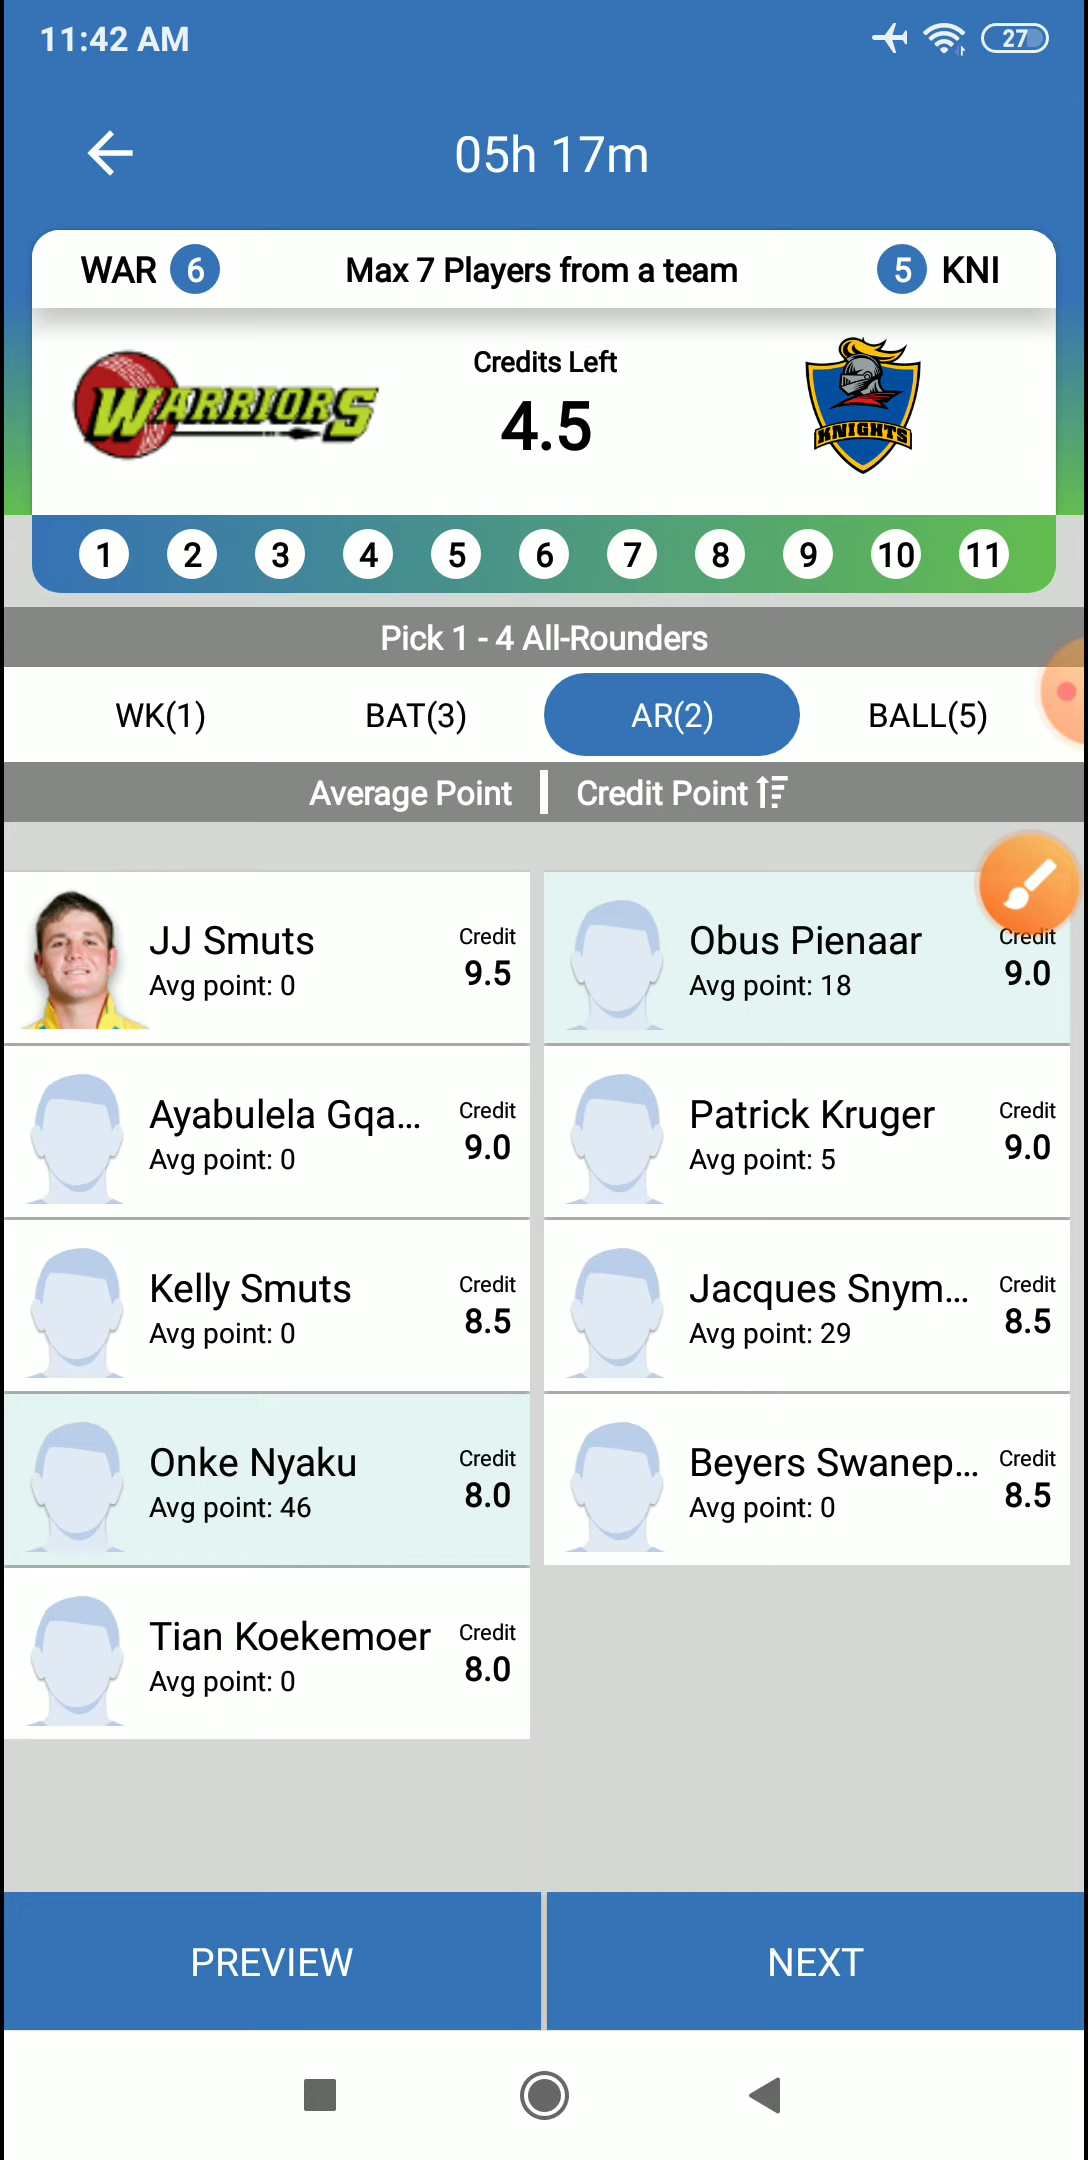 11:42 AM
27
05h 17m
WAR 6 Max 7 Players from a team 5 KNI
WARRIORS
Credits Left
4.5
KNIGHTS
1 2 3 4 5 6 7 8 9 10 11
Pick 1 - 4 All-Rounders
WK(1) BAT(3) AR(2) BALL(5)
Average Point Credit Point
JJ Smuts Credit
Avg point: 0 9.5
Obus Pienaar Credit
Avg point: 18 9.0
Ayabulela Gqa... Credit
Avg point: 0 9.0
Patrick Kruger Credit
Avg point: 5 9.0
Kelly Smuts Credit
Avg point: 0 8.5
Jacques Snym... Credit
Avg point: 29 8.5
Onke Nyaku Credit
Avg point: 46 8.0
Beyers Swanep... Credit
Avg point: 0 8.5
Tian Koekemoer Credit
Avg point: 0 8.0
PREVIEW NEXT